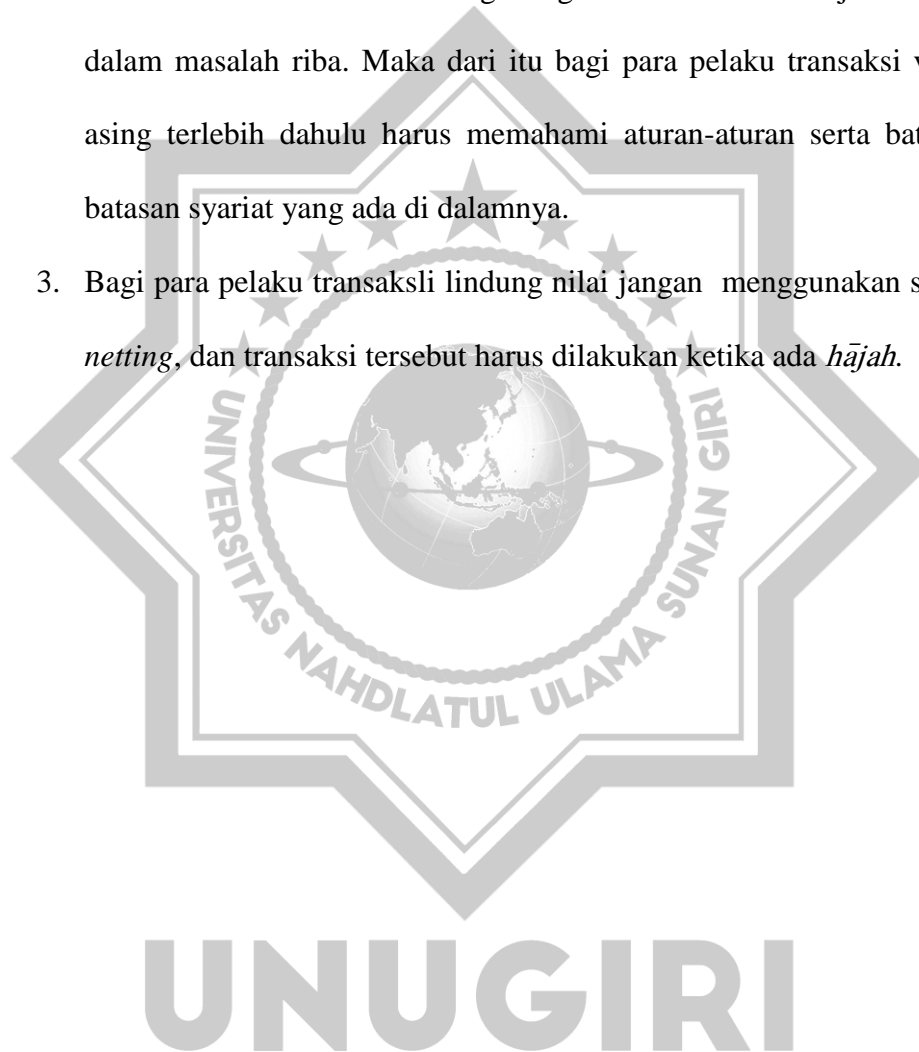 dalam masalah riba. Maka dari itu bagi para pelaku transaksi
asing terlebih dahulu harus memahami aturan-aturan serta
batasan syariat yang ada di dalamnya.
3. Bagi para pelaku transaksli lindung nilai jangan menggunakan
netting, dan transaksi tersebut harus dilakukan ketika ada hājah.
UNIVERSITAS NAHDLATUL ULAMA SUNAN GIRI
UNUGIRI